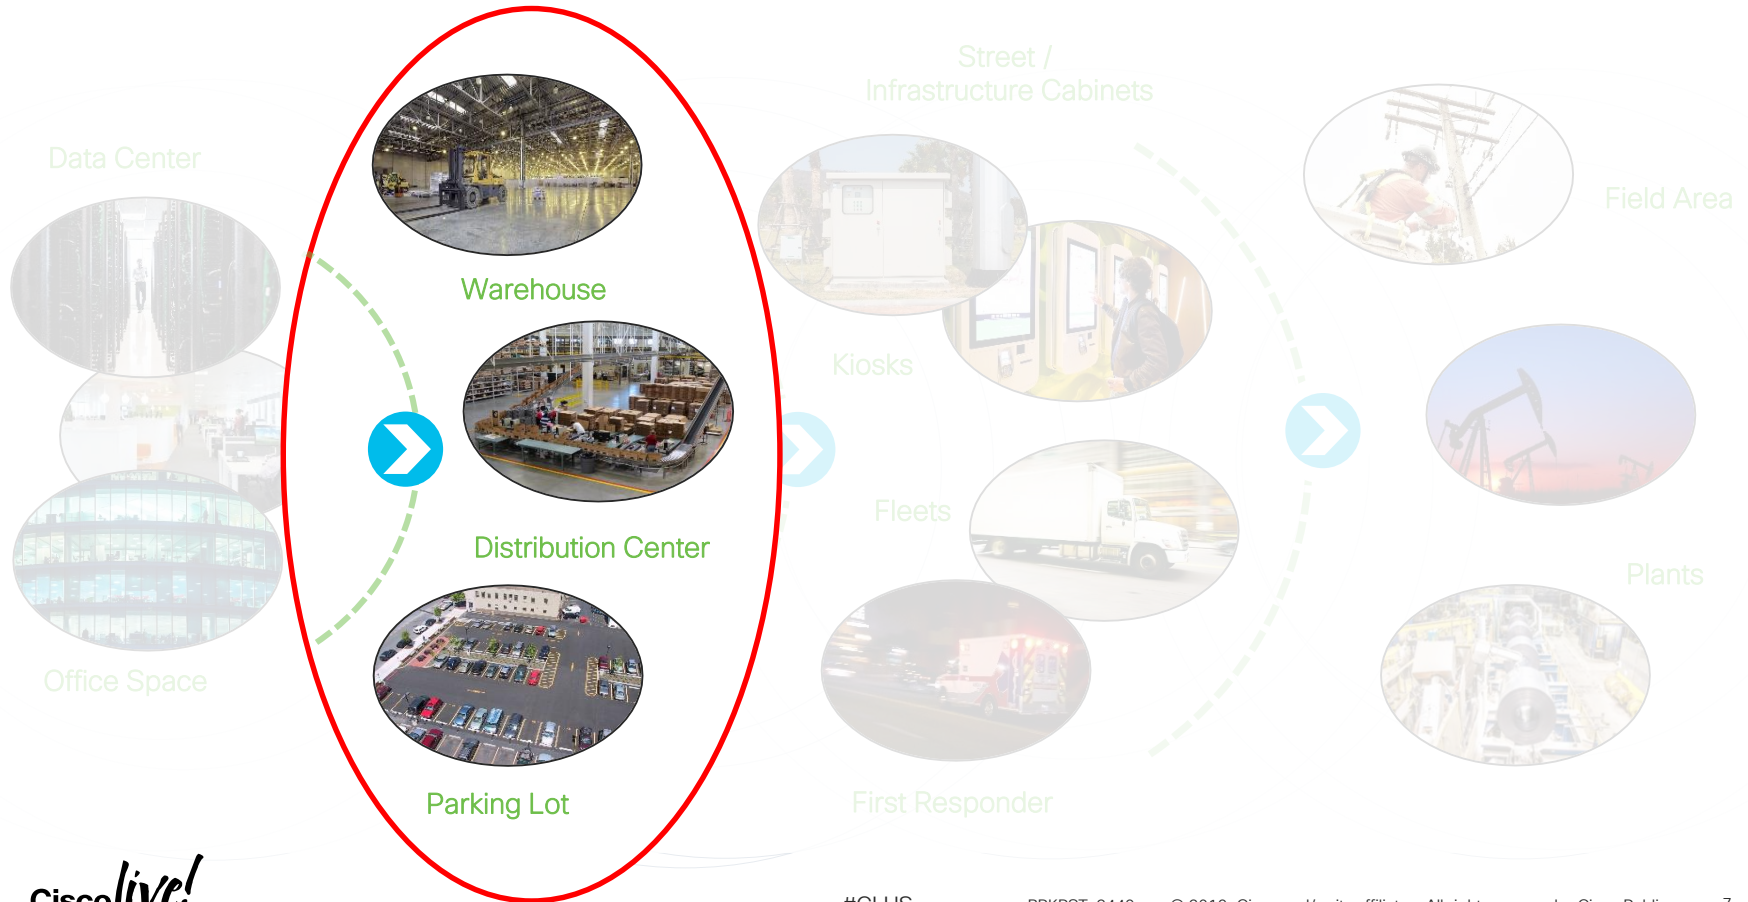 Street /
Infrastructure Cabinets
Data Center
Field Area
Warehouse
Kiosks
Fleets
Distribution Center
Plants
Office Space
Parking Lot
First Responder
Cisco live!
#CLUS
7